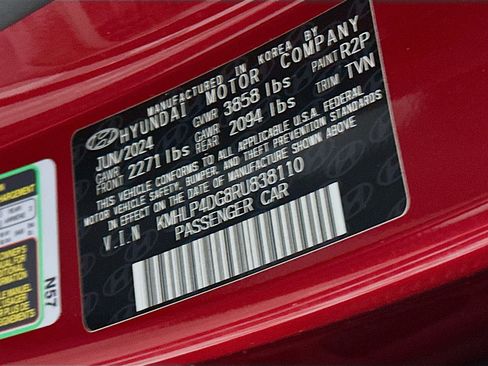 MANUFACTURED IN KOREA BY
HYUNDAI MOTOR COMPANY
JUN/2024 GVWR 3858 lbs PAINT R2P
GAWR FRONT 2271 lbs GAWR REAR 2094 lbs TRIM TVN
THIS VEHICLE CONFORMS TO ALL APPLICABLE U.S.A. FEDERAL
MOTOR VEHICLE SAFETY, BUMPER, AND THEFT PREVENTION STANDARDS
IN EFFECT ON THE DATE OF MANUFACTURE SHOWN ABOVE
V.I.N KMHLP4DG8RU838110
PASSENGER CAR
N57